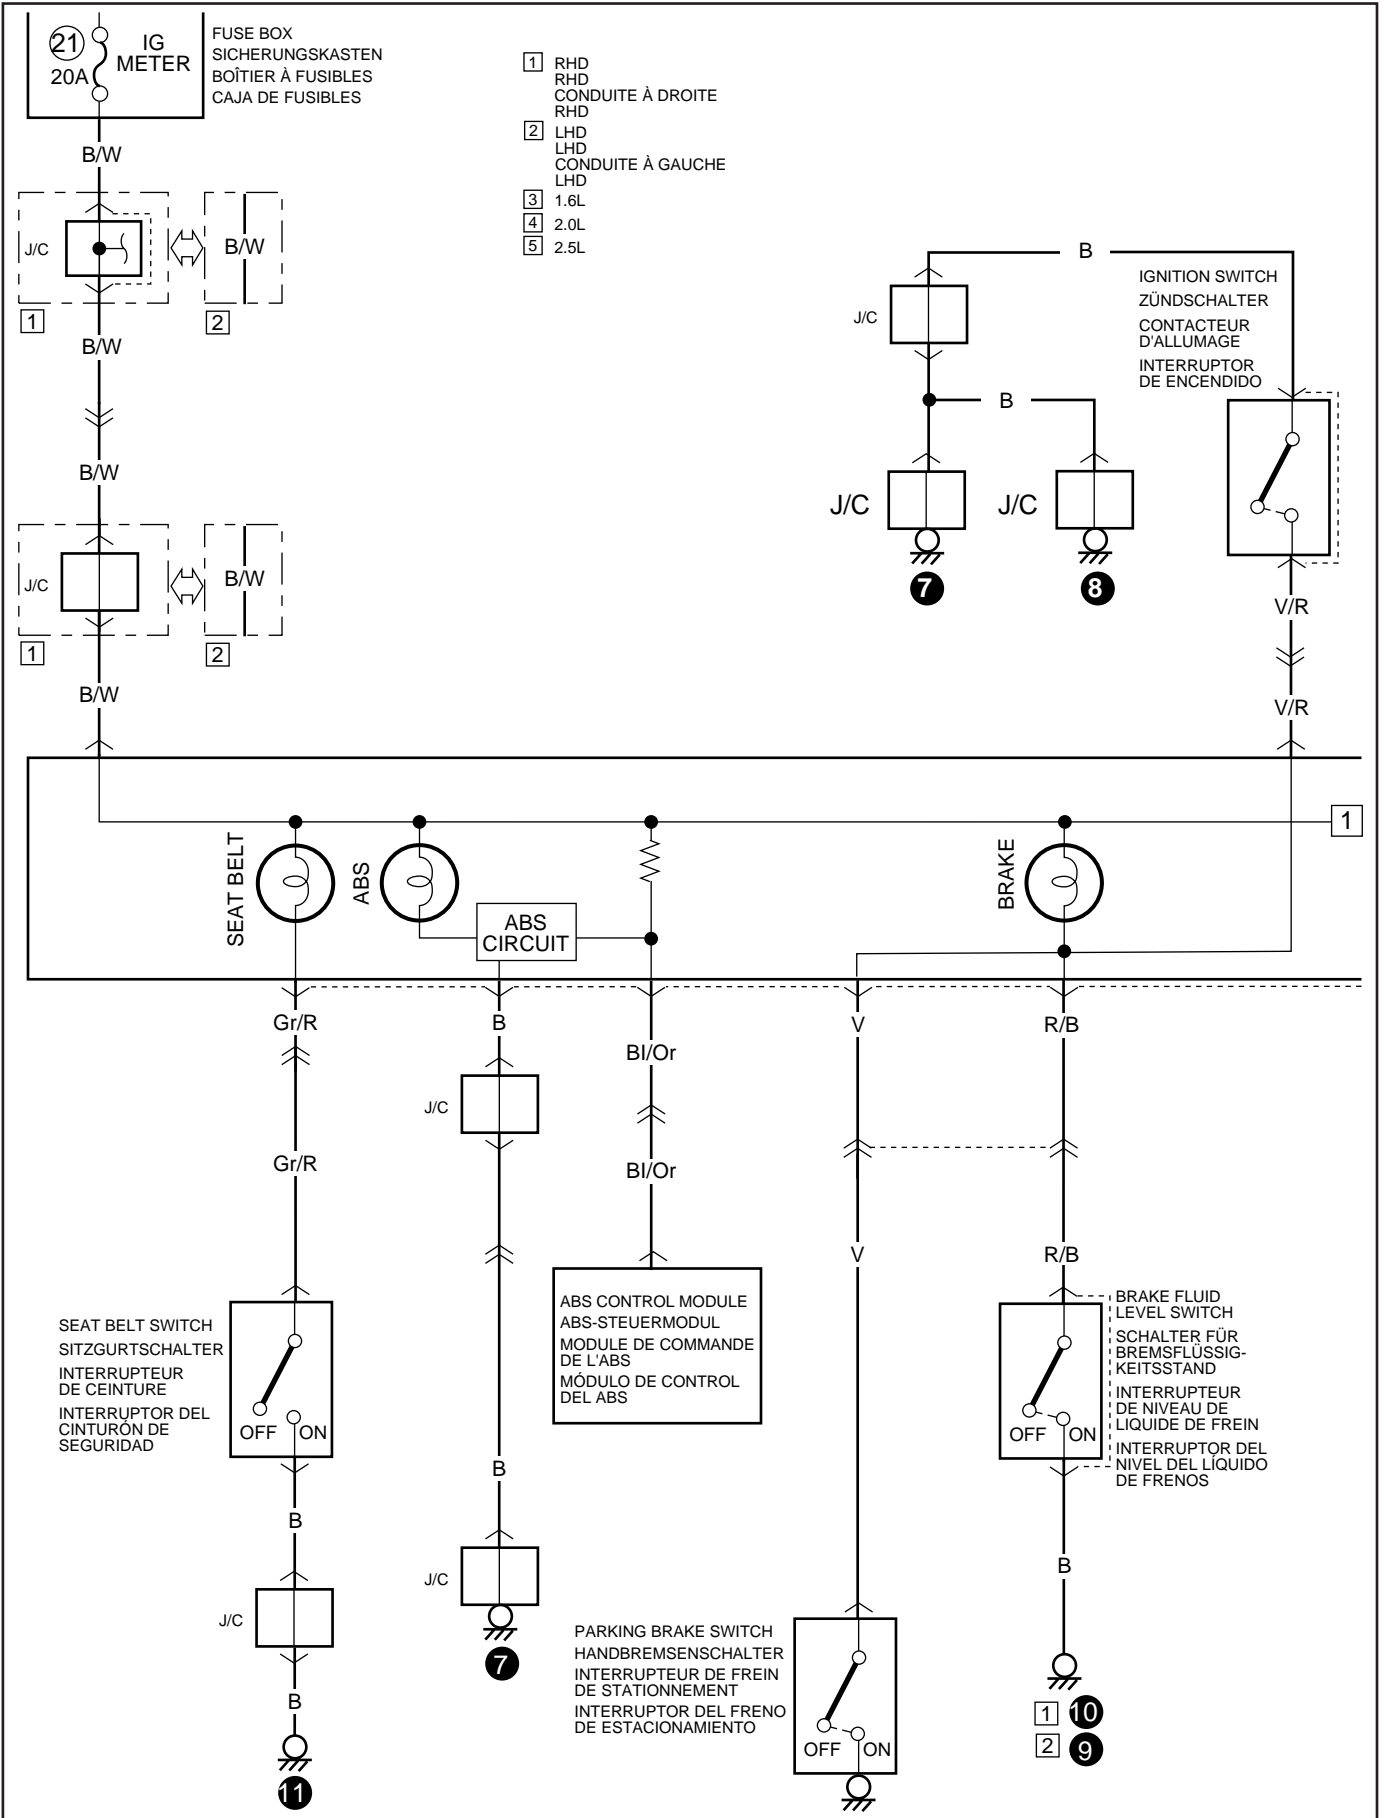 21
20A
IG
METER
FUSE BOX
SICHERUNGSKASTEN
BOÎTIER À FUSIBLES
CAJA DE FUSIBLES
1 RHD
RHD
CONDUITE À DROITE
RHD
2 LHD
LHD
CONDUITE À GAUCHE
LHD
3 1.6L
4 2.0L
5 2.5L
B/W
J/C
B/W
1
2
B/W
B/W
J/C
B/W
1
2
B/W
B
J/C
B
J/C
J/C
7
8
IGNITION SWITCH
ZÜNDSCHALTER
CONTACTEUR
D'ALLUMAGE
INTERRUPTOR
DE ENCENDIDO
V/R
V/R
1
SEAT BELT
ABS
ABS
CIRCUIT
BRAKE
Gr/R
B
Bl/Or
V
R/B
J/C
Gr/R
Bl/Or
V
R/B
SEAT BELT SWITCH
SITZGURTSCHALTER
INTERRUPTEUR
DE CEINTURE
INTERRUPTOR DEL
CINTURÓN DE
SEGURIDAD
OFF ON
ABS CONTROL MODULE
ABS-STEUERMODUL
MODULE DE COMMANDE
DE L'ABS
MÓDULO DE CONTROL
DEL ABS
OFF ON
BRAKE FLUID
LEVEL SWITCH
SCHALTER FÜR
BREMSFLÜSSIG-
KEITSSTAND
INTERRUPTEUR
DE NIVEAU DE
LIQUIDE DE FREIN
INTERRUPTOR DEL
NIVEL DEL LÍQUIDO
DE FRENOS
B
B
B
J/C
J/C
7
B
11
PARKING BRAKE SWITCH
HANDBREMSENSCHALTER
INTERRUPTEUR DE FREIN
DE STATIONNEMENT
INTERRUPTOR DEL FRENO
DE ESTACIONAMIENTO
OFF ON
1 10
2 9